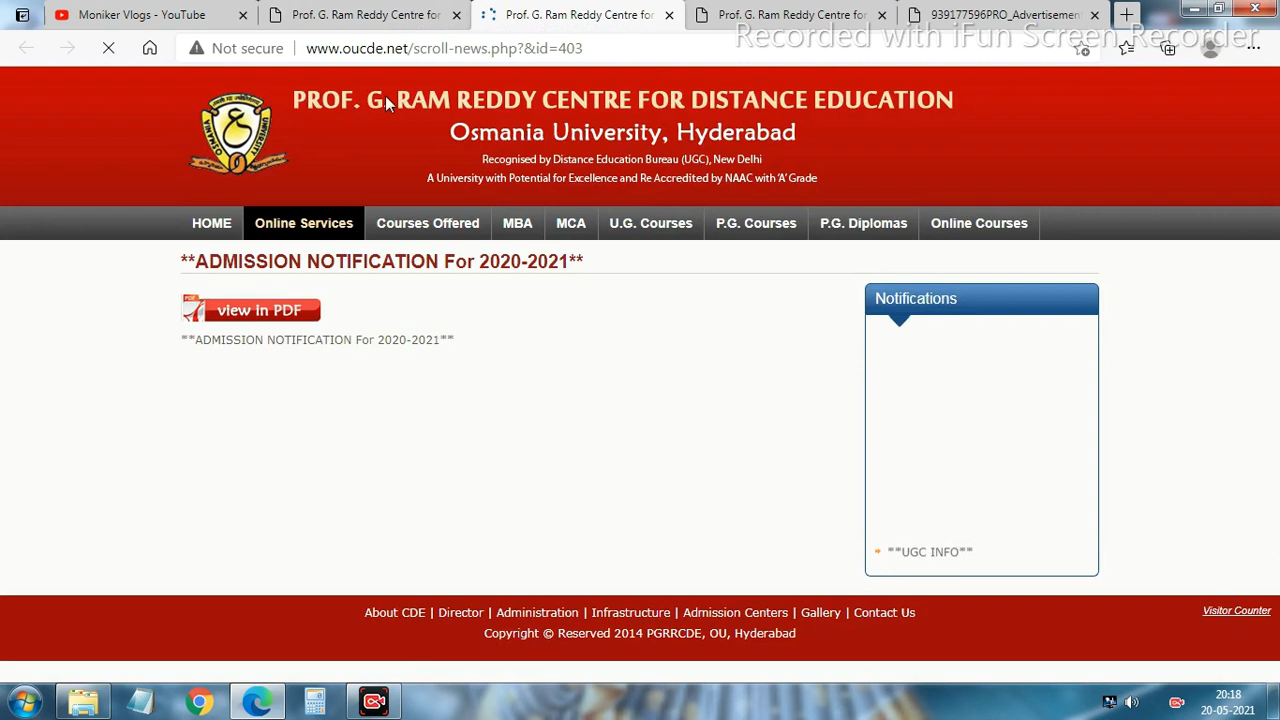 Moniker Vlogs - YouTube
Prof. G. Ram Reddy Centre for
Prof. G. Ram Reddy Centre for
Prof. G. Ram Reddy Centre for
939177596PRO_Advertisement
Not secure
www.oucde.net/scroll-news.php?&id=403
Recorded with iFun Screen Recorder
PROF. G. RAM REDDY CENTRE FOR DISTANCE EDUCATION
Osmania University, Hyderabad
Recognised by Distance Education Bureau (UGC), New Delhi
A University with Potential for Excellence and Re Accredited by NAAC with 'A' Grade
HOME
Online Services
Courses Offered
MBA
MCA
U.G. Courses
P.G. Courses
P.G. Diplomas
Online Courses
**ADMISSION NOTIFICATION For 2020-2021**
view in PDF
**ADMISSION NOTIFICATION For 2020-2021**
Notifications
**UGC INFO**
About CDE | Director | Administration | Infrastructure | Admission Centers | Gallery | Contact Us
Visitor Counter
Copyright © Reserved 2014 PGRRCDE, OU, Hyderabad
20:18
20-05-2021